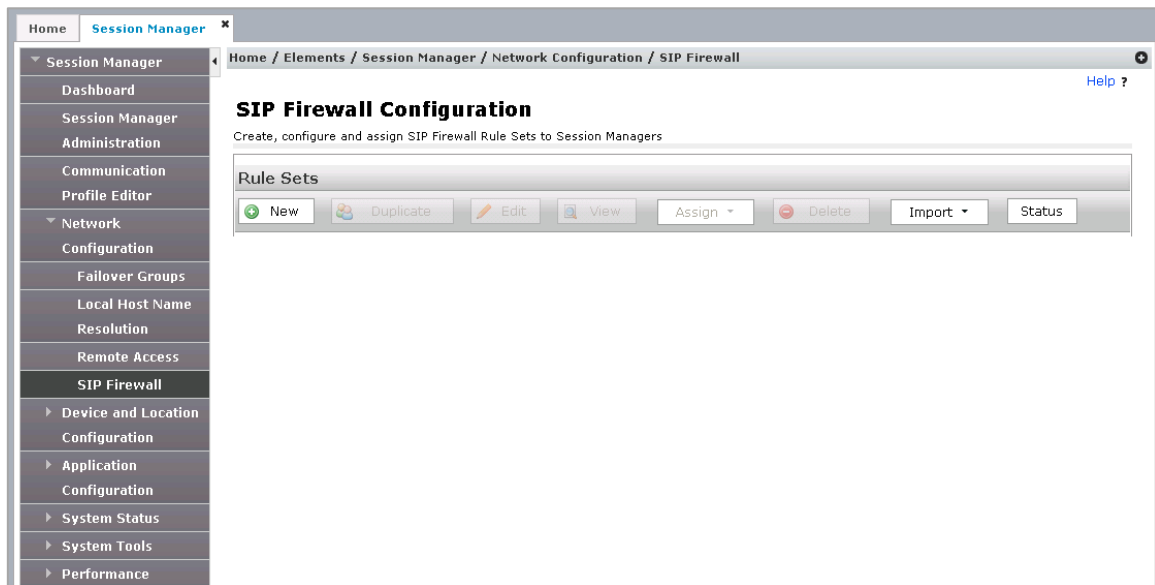 Home Session Manager ×
Session Manager
Dashboard
Session Manager
Administration
Communication
Profile Editor
Network
Configuration
Failover Groups
Local Host Name
Resolution
Remote Access
SIP Firewall
Device and Location
Configuration
Application
Configuration
System Status
System Tools
Performance
Home / Elements / Session Manager / Network Configuration / SIP Firewall
Help ?
SIP Firewall Configuration
Create, configure and assign SIP Firewall Rule Sets to Session Managers
Rule Sets
New Duplicate Edit View Assign Delete Import Status